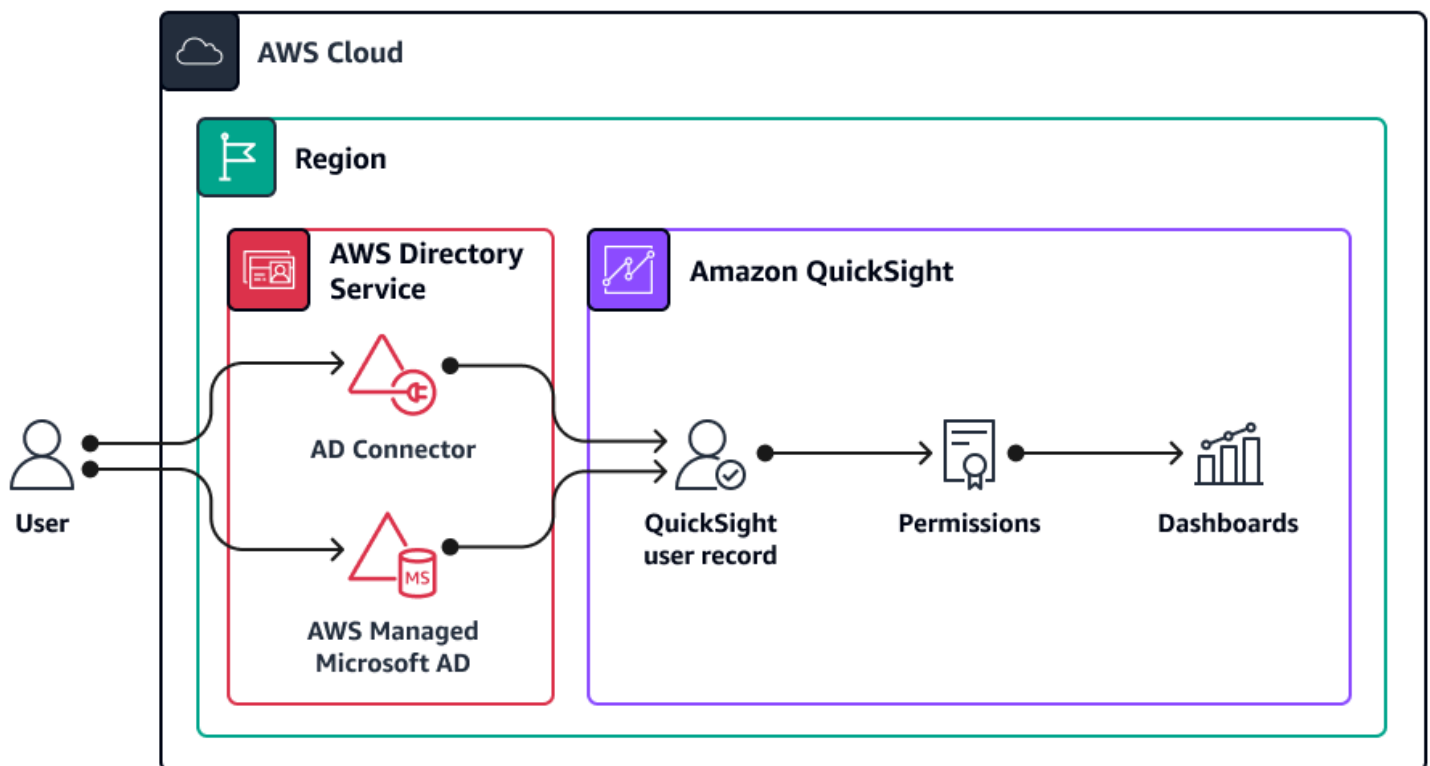 AWS Cloud
Region
AWS Directory
Service
Amazon QuickSight
AD Connector
User
QuickSight
user record
Permissions
Dashboards
MS
AWS Managed
Microsoft AD